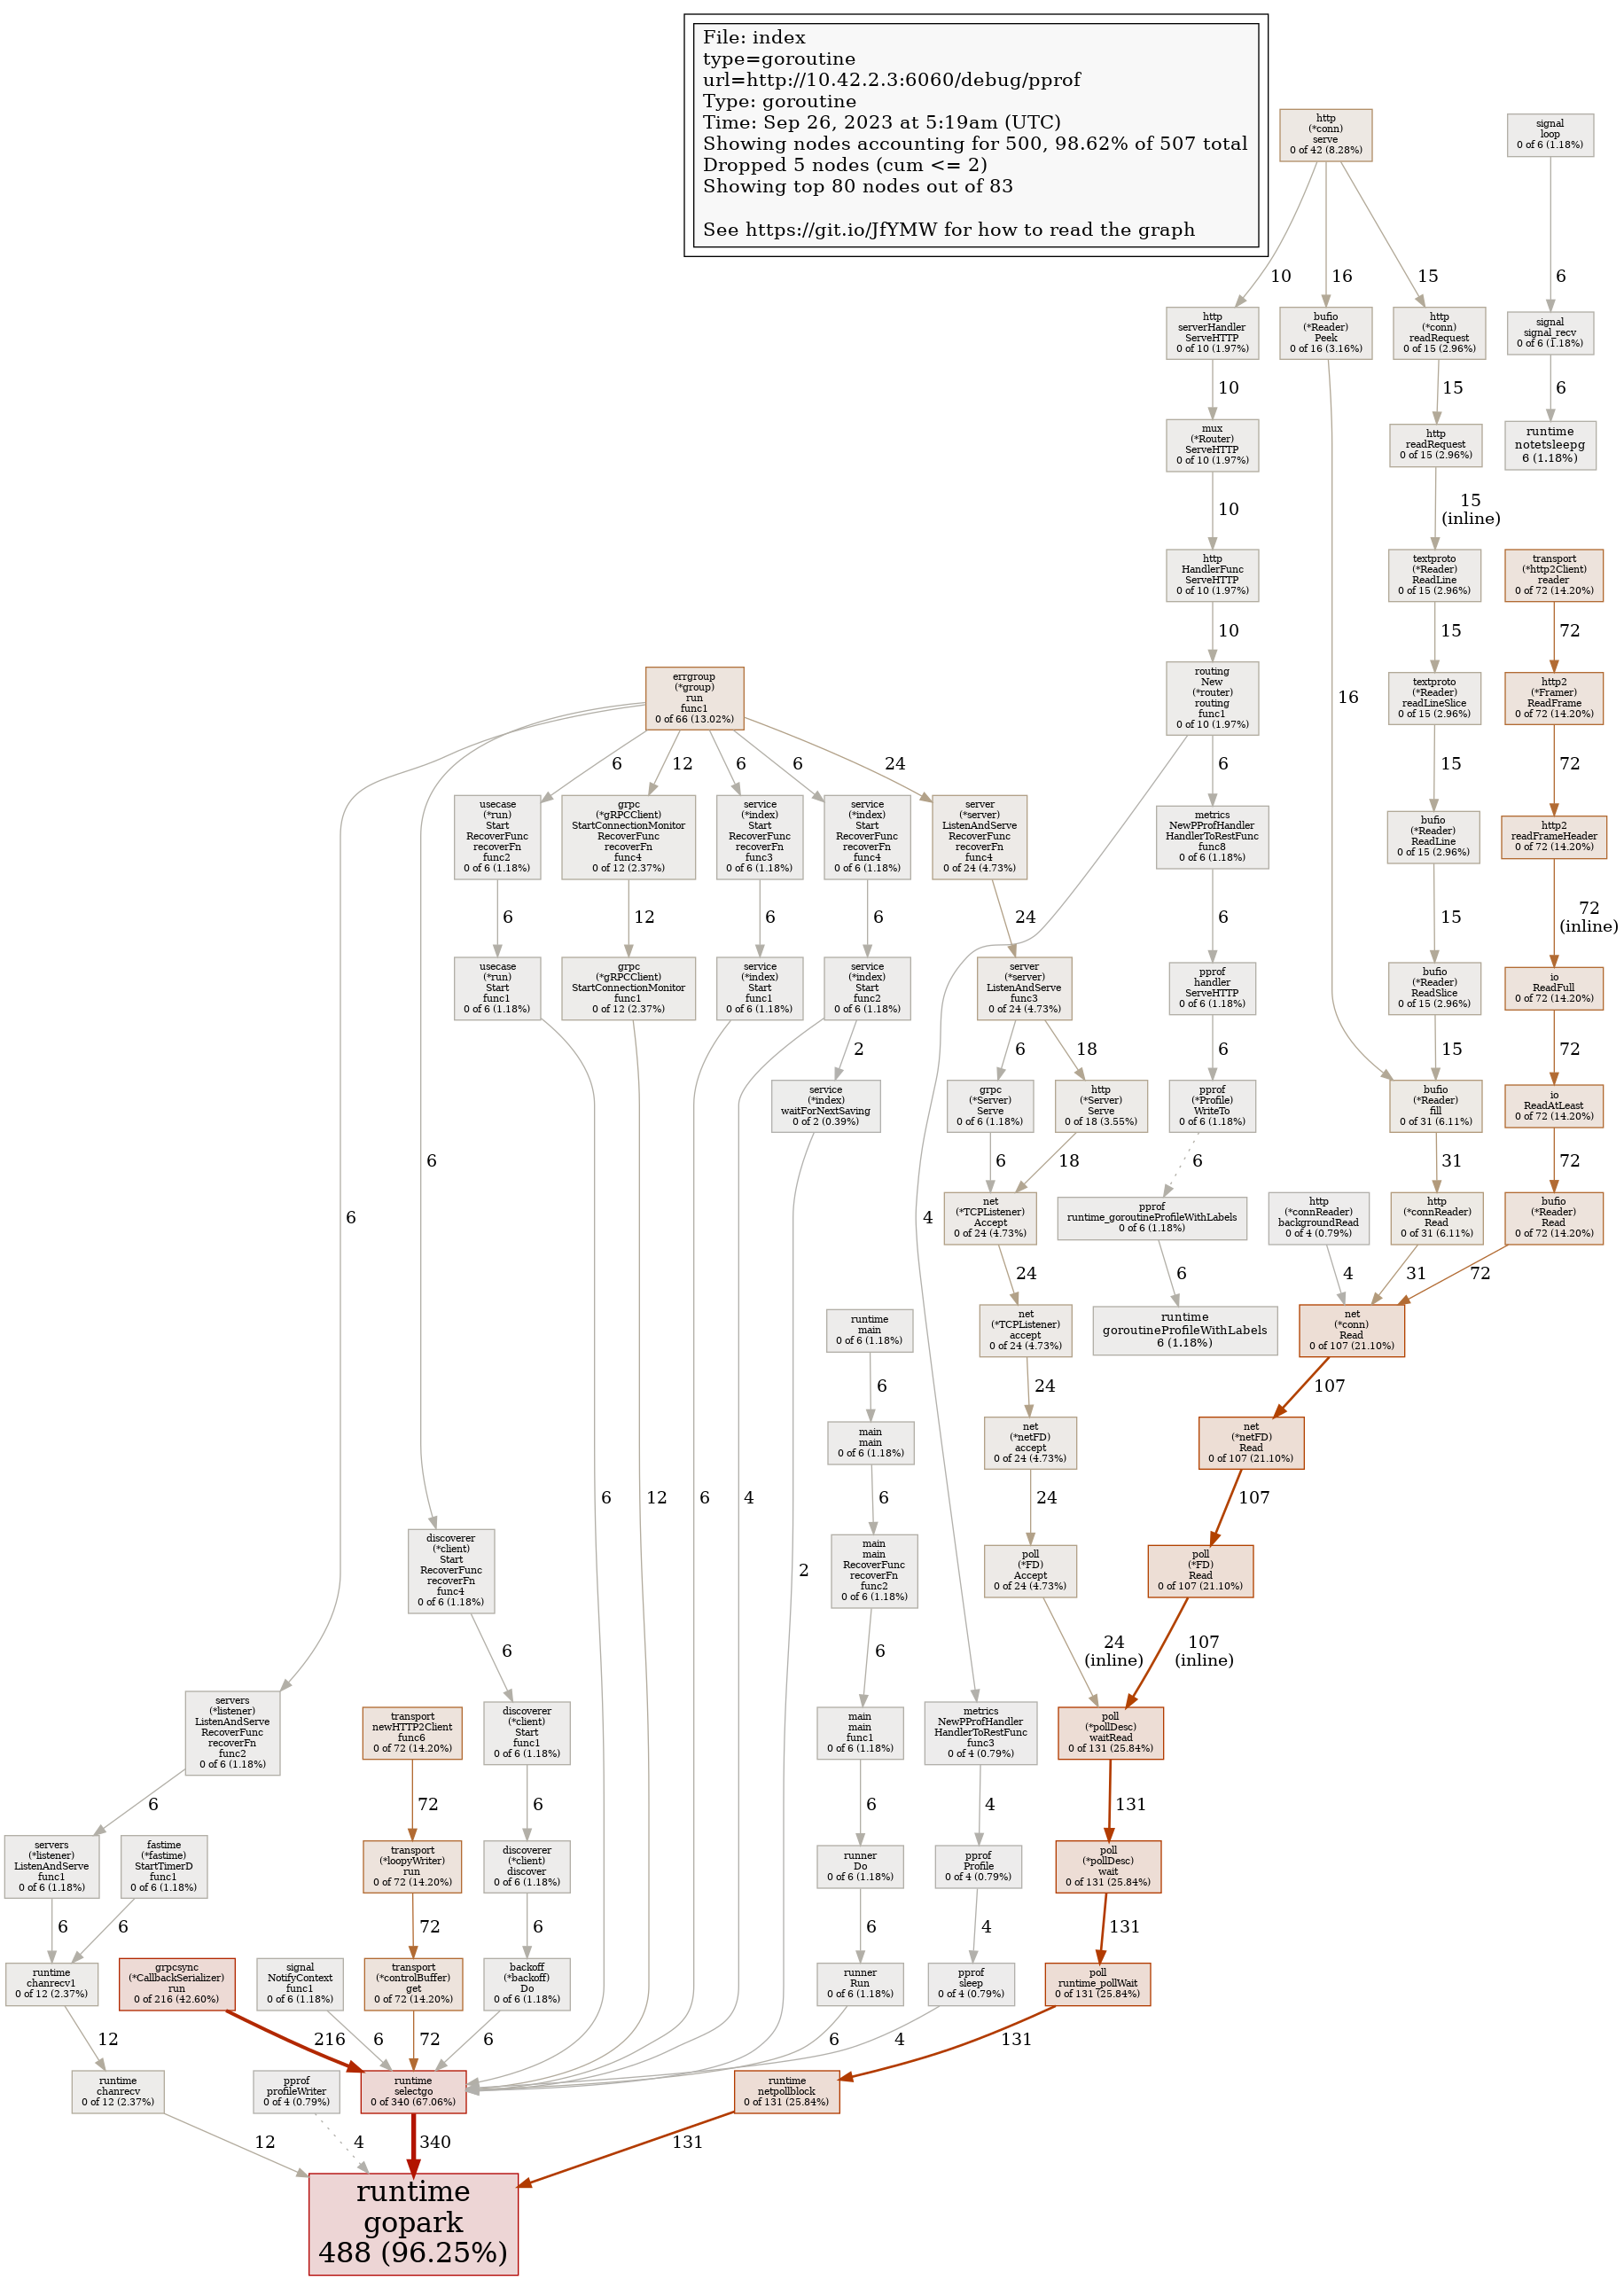 File: index
type=goroutine
url=http://10.42.2.3:6060/debug/pprof
Type: goroutine
Time: Sep 26, 2023 at 5:19am (UTC)
Showing nodes accounting for 500, 98.62% of 507 total
Dropped 5 nodes (cum <= 2)
Showing top 80 nodes out of 83
See https://git.io/JfYMW for how to read the graph
http
(*conn)
serve
0 of 42 (8.28%)
signal
loop
0 of 6 (1.18%)
10
16
15
6
http
serverHandler
ServeHTTP
0 of 10 (1.97%)
bufio
(*Reader)
Peek
0 of 16 (3.16%)
http
(*conn)
readRequest
0 of 15 (2.96%)
signal
signal_recv
0 of 6 (1.18%)
10
15
6
mux
(*Router)
ServeHTTP
0 of 10 (1.97%)
http
readRequest
0 of 15 (2.96%)
runtime
notetsleepg
6 (1.18%)
10
15
(inline)
http
HandlerFunc
ServeHTTP
0 of 10 (1.97%)
textproto
(*Reader)
ReadLine
0 of 15 (2.96%)
transport
(*http2Client)
reader
0 of 72 (14.20%)
10
15
72
errgroup
(*group)
run
func1
0 of 66 (13.02%)
routing
New
(*router)
routing
func1
0 of 10 (1.97%)
16
textproto
(*Reader)
readLineSlice
0 of 15 (2.96%)
http2
(*Framer)
ReadFrame
0 of 72 (14.20%)
6
12
6
6
24
6
15
72
usecase
(*run)
Start
RecoverFunc
recoverFn
func2
0 of 6 (1.18%)
grpc
(*gRPCClient)
StartConnectionMonitor
RecoverFunc
recoverFn
func4
0 of 12 (2.37%)
service
(*index)
Start
RecoverFunc
recoverFn
func3
0 of 6 (1.18%)
service
(*index)
Start
RecoverFunc
recoverFn
func4
0 of 6 (1.18%)
server
(*server)
ListenAndServe
RecoverFunc
recoverFn
func4
0 of 24 (4.73%)
metrics
NewPProfHandler
HandlerToRestFunc
func8
0 of 6 (1.18%)
bufio
(*Reader)
ReadLine
0 of 15 (2.96%)
http2
readFrameHeader
0 of 72 (14.20%)
6
12
6
6
24
6
15
72
(inline)
usecase
(*run)
Start
func1
0 of 6 (1.18%)
grpc
(*gRPCClient)
StartConnectionMonitor
func1
0 of 12 (2.37%)
service
(*index)
Start
func1
0 of 6 (1.18%)
service
(*index)
Start
func2
0 of 6 (1.18%)
server
(*server)
ListenAndServe
func3
0 of 24 (4.73%)
pprof
handler
ServeHTTP
0 of 6 (1.18%)
bufio
(*Reader)
ReadSlice
0 of 15 (2.96%)
io
ReadFull
0 of 72 (14.20%)
2
6
18
6
15
72
service
(*index)
waitForNextSaving
0 of 2 (0.39%)
grpc
(*Server)
Serve
0 of 6 (1.18%)
http
(*Server)
Serve
0 of 18 (3.55%)
pprof
(*Profile)
WriteTo
0 of 6 (1.18%)
bufio
(*Reader)
fill
0 of 31 (6.11%)
io
ReadAtLeast
0 of 72 (14.20%)
6
6
18
6
31
72
6
4
net
(*TCPListener)
Accept
0 of 24 (4.73%)
pprof
runtime_goroutineProfileWithLabels
0 of 6 (1.18%)
http
(*connReader)
backgroundRead
0 of 4 (0.79%)
http
(*connReader)
Read
0 of 31 (6.11%)
bufio
(*Reader)
Read
0 of 72 (14.20%)
24
6
4
31
72
runtime
main
0 of 6 (1.18%)
net
(*TCPListener)
accept
0 of 24 (4.73%)
runtime
goroutineProfileWithLabels
6 (1.18%)
net
(*conn)
Read
0 of 107 (21.10%)
6
24
107
main
main
0 of 6 (1.18%)
net
(*netFD)
accept
0 of 24 (4.73%)
net
(*netFD)
Read
0 of 107 (21.10%)
6
12
6
4
6
24
107
discoverer
(*client)
Start
RecoverFunc
recoverFn
func4
0 of 6 (1.18%)
2
main
main
RecoverFunc
recoverFn
func2
0 of 6 (1.18%)
poll
(*FD)
Accept
0 of 24 (4.73%)
poll
(*FD)
Read
0 of 107 (21.10%)
6
6
24
(inline)
107
(inline)
servers
(*listener)
ListenAndServe
RecoverFunc
recoverFn
func2
0 of 6 (1.18%)
transport
newHTTP2Client
func6
0 of 72 (14.20%)
discoverer
(*client)
Start
func1
0 of 6 (1.18%)
main
main
func1
0 of 6 (1.18%)
metrics
NewPProfHandler
HandlerToRestFunc
func3
0 of 4 (0.79%)
poll
(*pollDesc)
waitRead
0 of 131 (25.84%)
6
72
6
6
4
131
servers
(*listener)
ListenAndServe
func1
0 of 6 (1.18%)
fastime
(*fastime)
StartTimerD
func1
0 of 6 (1.18%)
transport
(*loopyWriter)
run
0 of 72 (14.20%)
discoverer
(*client)
discover
0 of 6 (1.18%)
runner
Do
0 of 6 (1.18%)
pprof
Profile
0 of 4 (0.79%)
poll
(*pollDesc)
wait
0 of 131 (25.84%)
6
6
72
6
6
4
131
runtime
chanrecv1
0 of 12 (2.37%)
grpcsync
(*CallbackSerializer)
run
0 of 216 (42.60%)
signal
NotifyContext
func1
0 of 6 (1.18%)
transport
(*controlBuffer)
get
0 of 72 (14.20%)
backoff
(*backoff)
Do
0 of 6 (1.18%)
runner
Run
0 of 6 (1.18%)
pprof
sleep
0 of 4 (0.79%)
poll
runtime_pollWait
0 of 131 (25.84%)
12
216
6
72
6
6
4
131
runtime
chanrecv
0 of 12 (2.37%)
pprof
profileWriter
0 of 4 (0.79%)
runtime
selectgo
0 of 340 (67.06%)
runtime
netpollblock
0 of 131 (25.84%)
12
4
340
131
runtime
gopark
488 (96.25%)